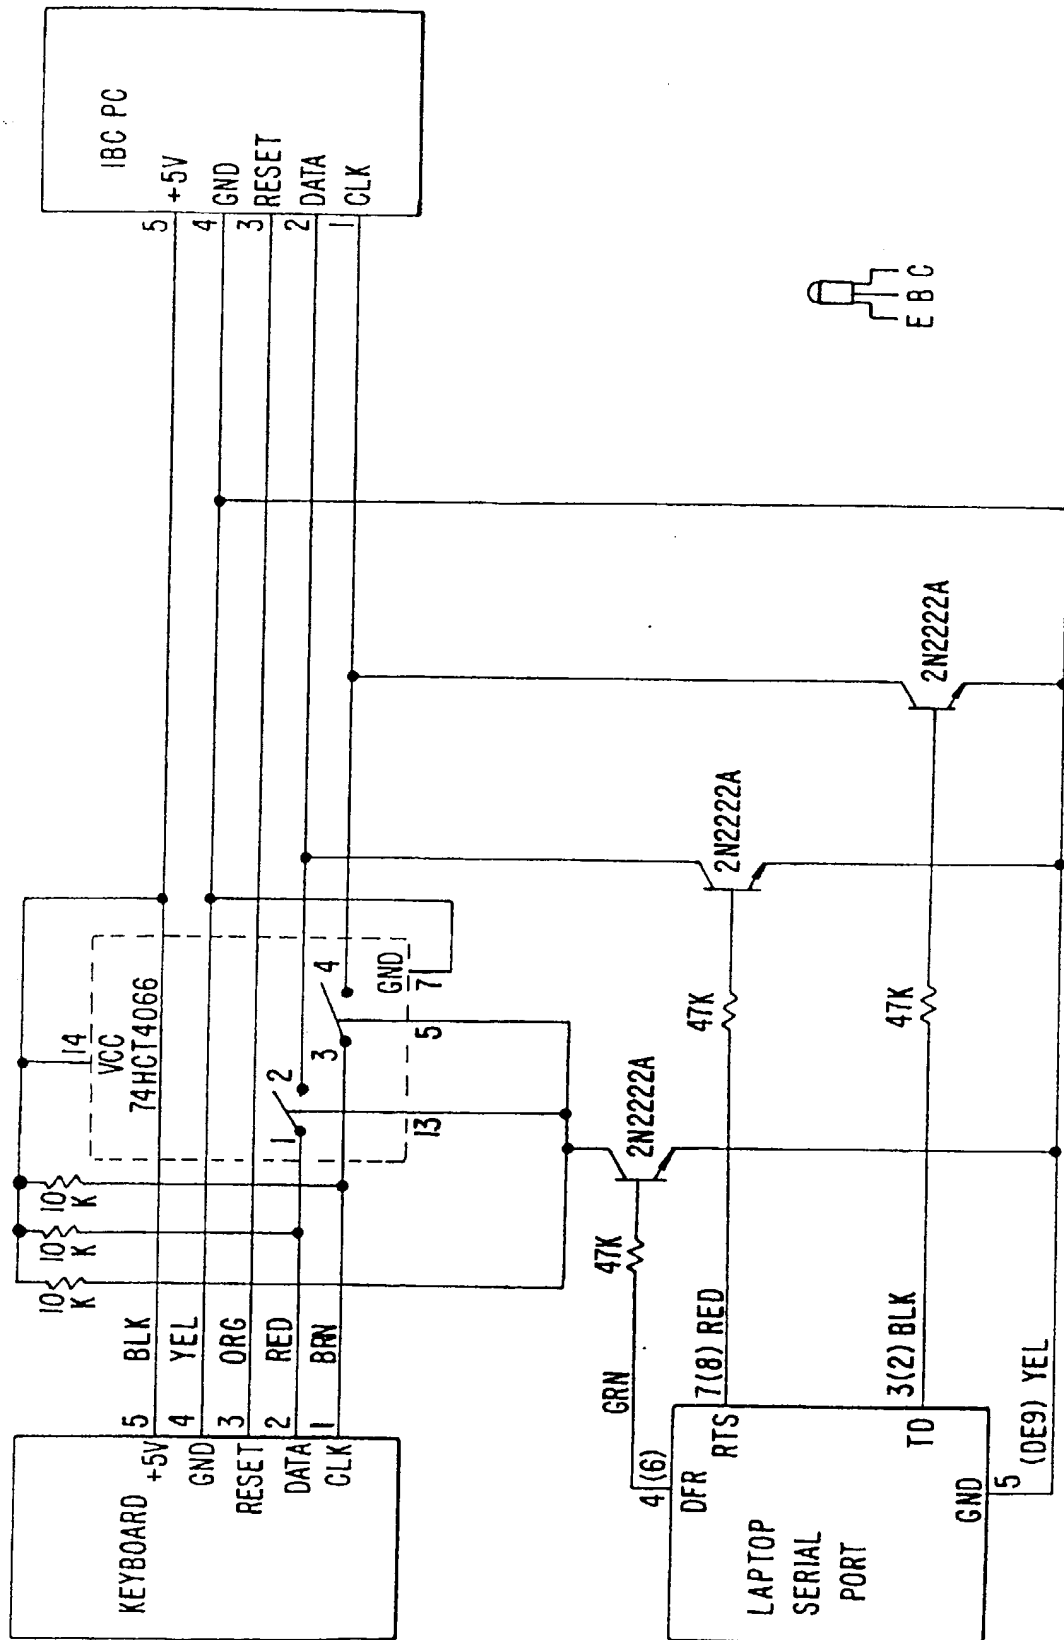 KEYBOARD
+5V
GND
RESET
DATA
CLK
5
4
3
2
1
BLK
YEL
ORG
RED
BRN
10
K
10
K
10
K
14
VCC
74HCT4066
1
2
3
4
GND
7
13
5
IBC PC
+5V
GND
RESET
DATA
CLK
5
4
3
2
1
LAPTOP
SERIAL
PORT
DFR
4 (6)
GRN
RTS
7(8) RED
TD
3(2) BLK
GND
5
(DE9) YEL
47K
47K
47K
2N2222A
2N2222A
2N2222A
E B C